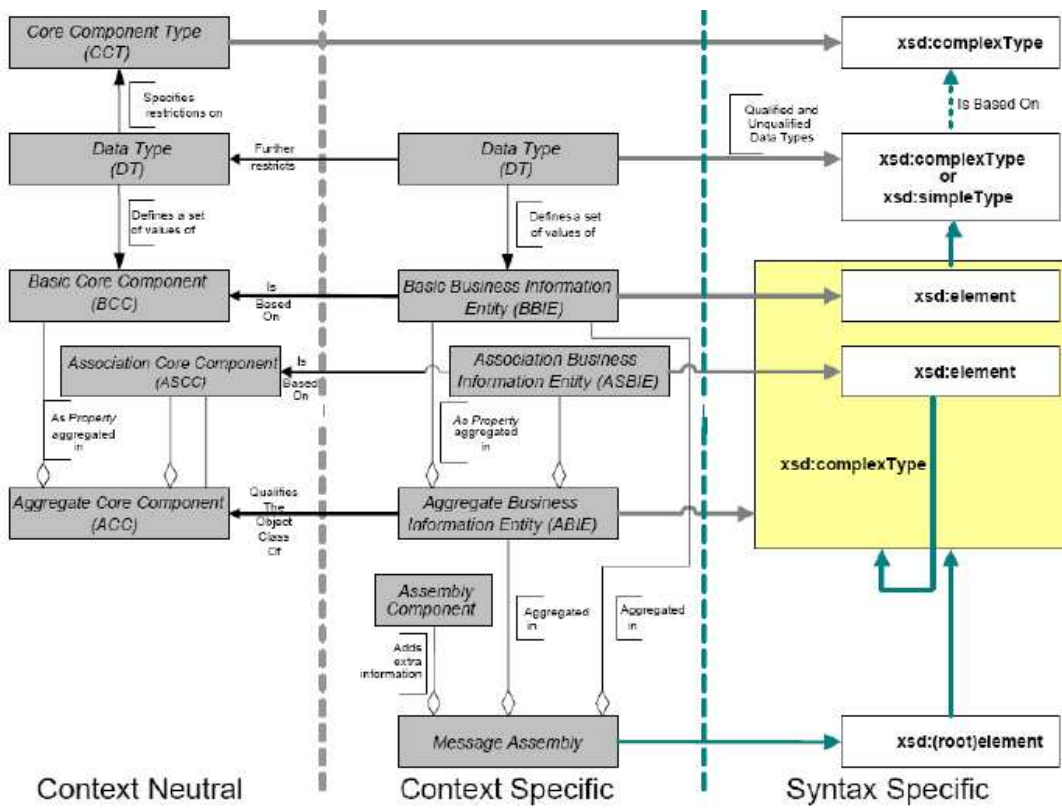 Core Component Type
(CCT)
xsd:complexType
Specifies
restrictions on
Is Based On
Qualified and
Unqualified
Data Types
Data Type
(DT)
Further
restricts
Data Type
(DT)
xsd:complexType
or
xsd:simpleType
Defines a set
of values of
Defines a set
of values of
Basic Core Component
(BCC)
Is
Based
On
Basic Business Information
Entity (BBIE)
xsd:element
Association Core Component
(ASCC)
Is
Based
On
Association Business
Information Entity (ASBIE)
xsd:element
As Property
aggregated
in
As Property
aggregated
in
xsd:complexType
Aggregate Core Component
(ACC)
Qualifies
The
Object
Class
Of
Aggregate Business
Information Entity (ABIE)
Assembly
Component
Aggregated
in
Aggregated
in
Adds
extra
information
Message Assembly
xsd:(root)element
Context Neutral
Context Specific
Syntax Specific